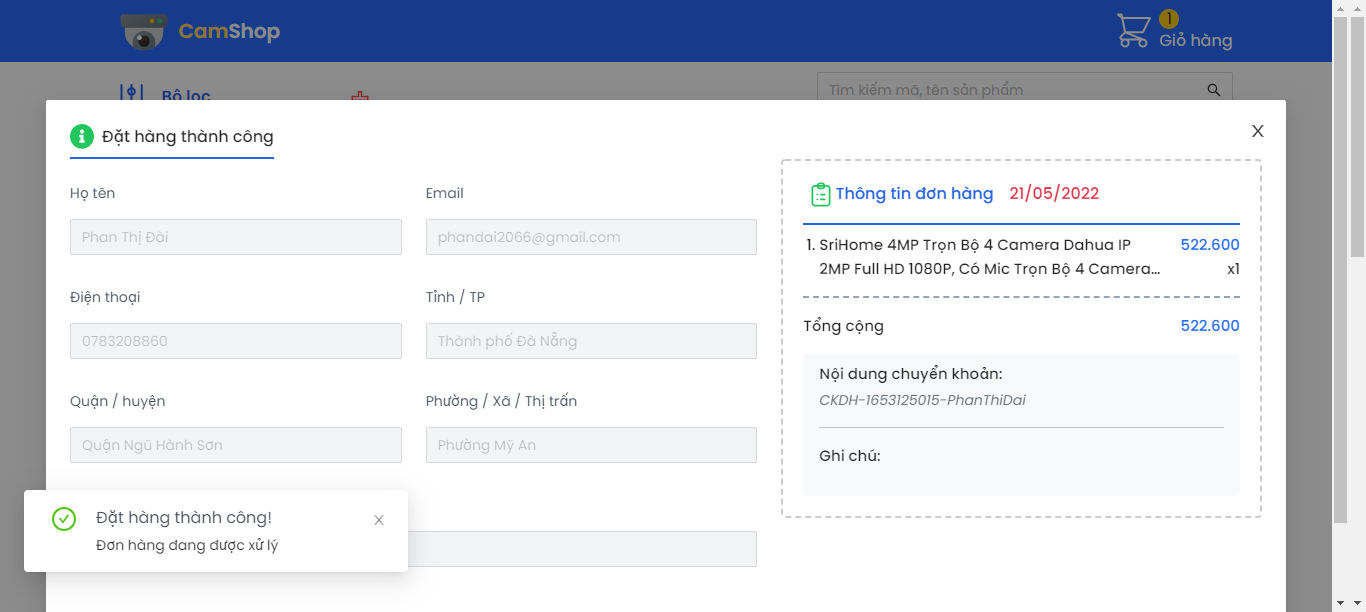 CamShop
1
Giỏ hàng
Bộ lọc
Tìm kiếm mã, tên sản phẩm
Đặt hàng thành công
X
Họ tên
Email
Phan Thị Đài
phandai2066@gmail.com
Điện thoại
Tỉnh / TP
0783208860
Thành phố Đà Nẵng
Quận / huyện
Phường / Xã / Thị trấn
Quận Ngũ Hành Sơn
Phường Mỹ An
Thông tin đơn hàng 21/05/2022
1. SriHome 4MP Trọn Bộ 4 Camera Dahua IP 522.600
2MP Full HD 1080P, Có Mic Trọn Bộ 4 Camera... x1
Tổng cộng 522.600
Nội dung chuyển khoản:
CKDH-1653125015-PhanThiDai
Ghi chú:
Đặt hàng thành công! X
Đơn hàng đang được xử lý